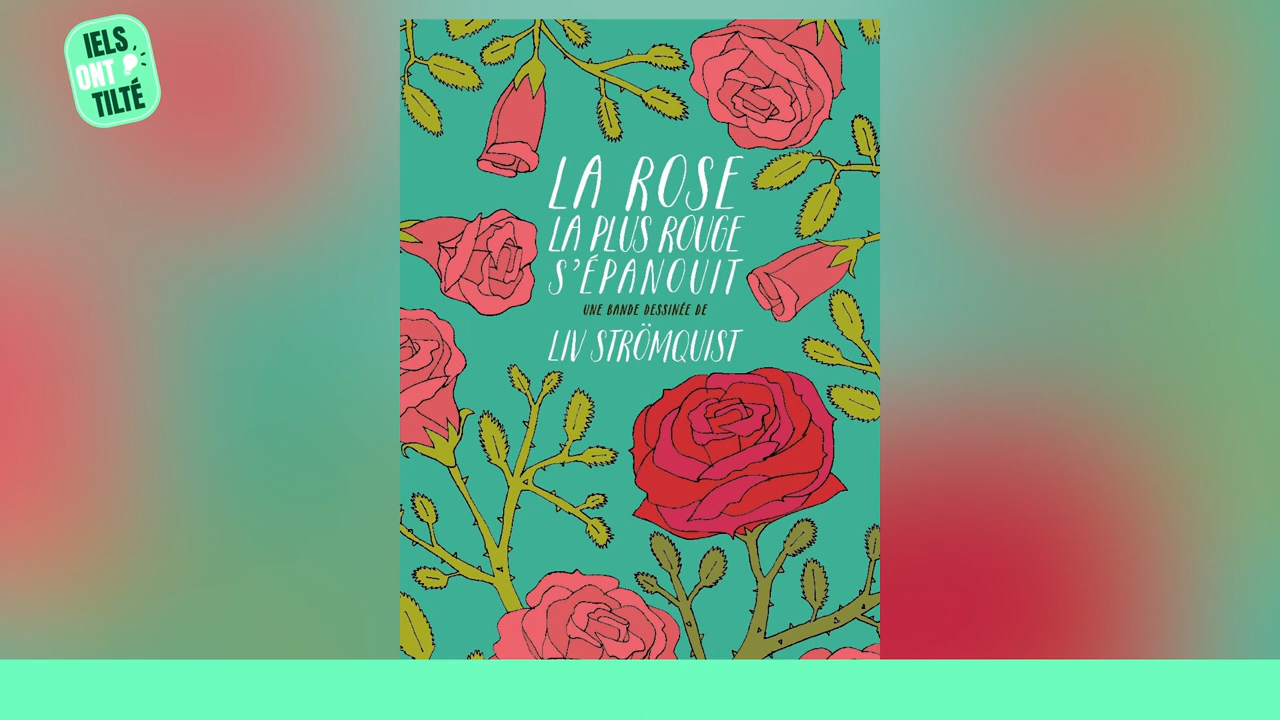 IELS
ONT
TILTÉ
LA ROSE
LA PLUS ROUGE
S'ÉPANOUIT
UNE BANDE DESSINÉE DE
LIV STRÖMQUIST